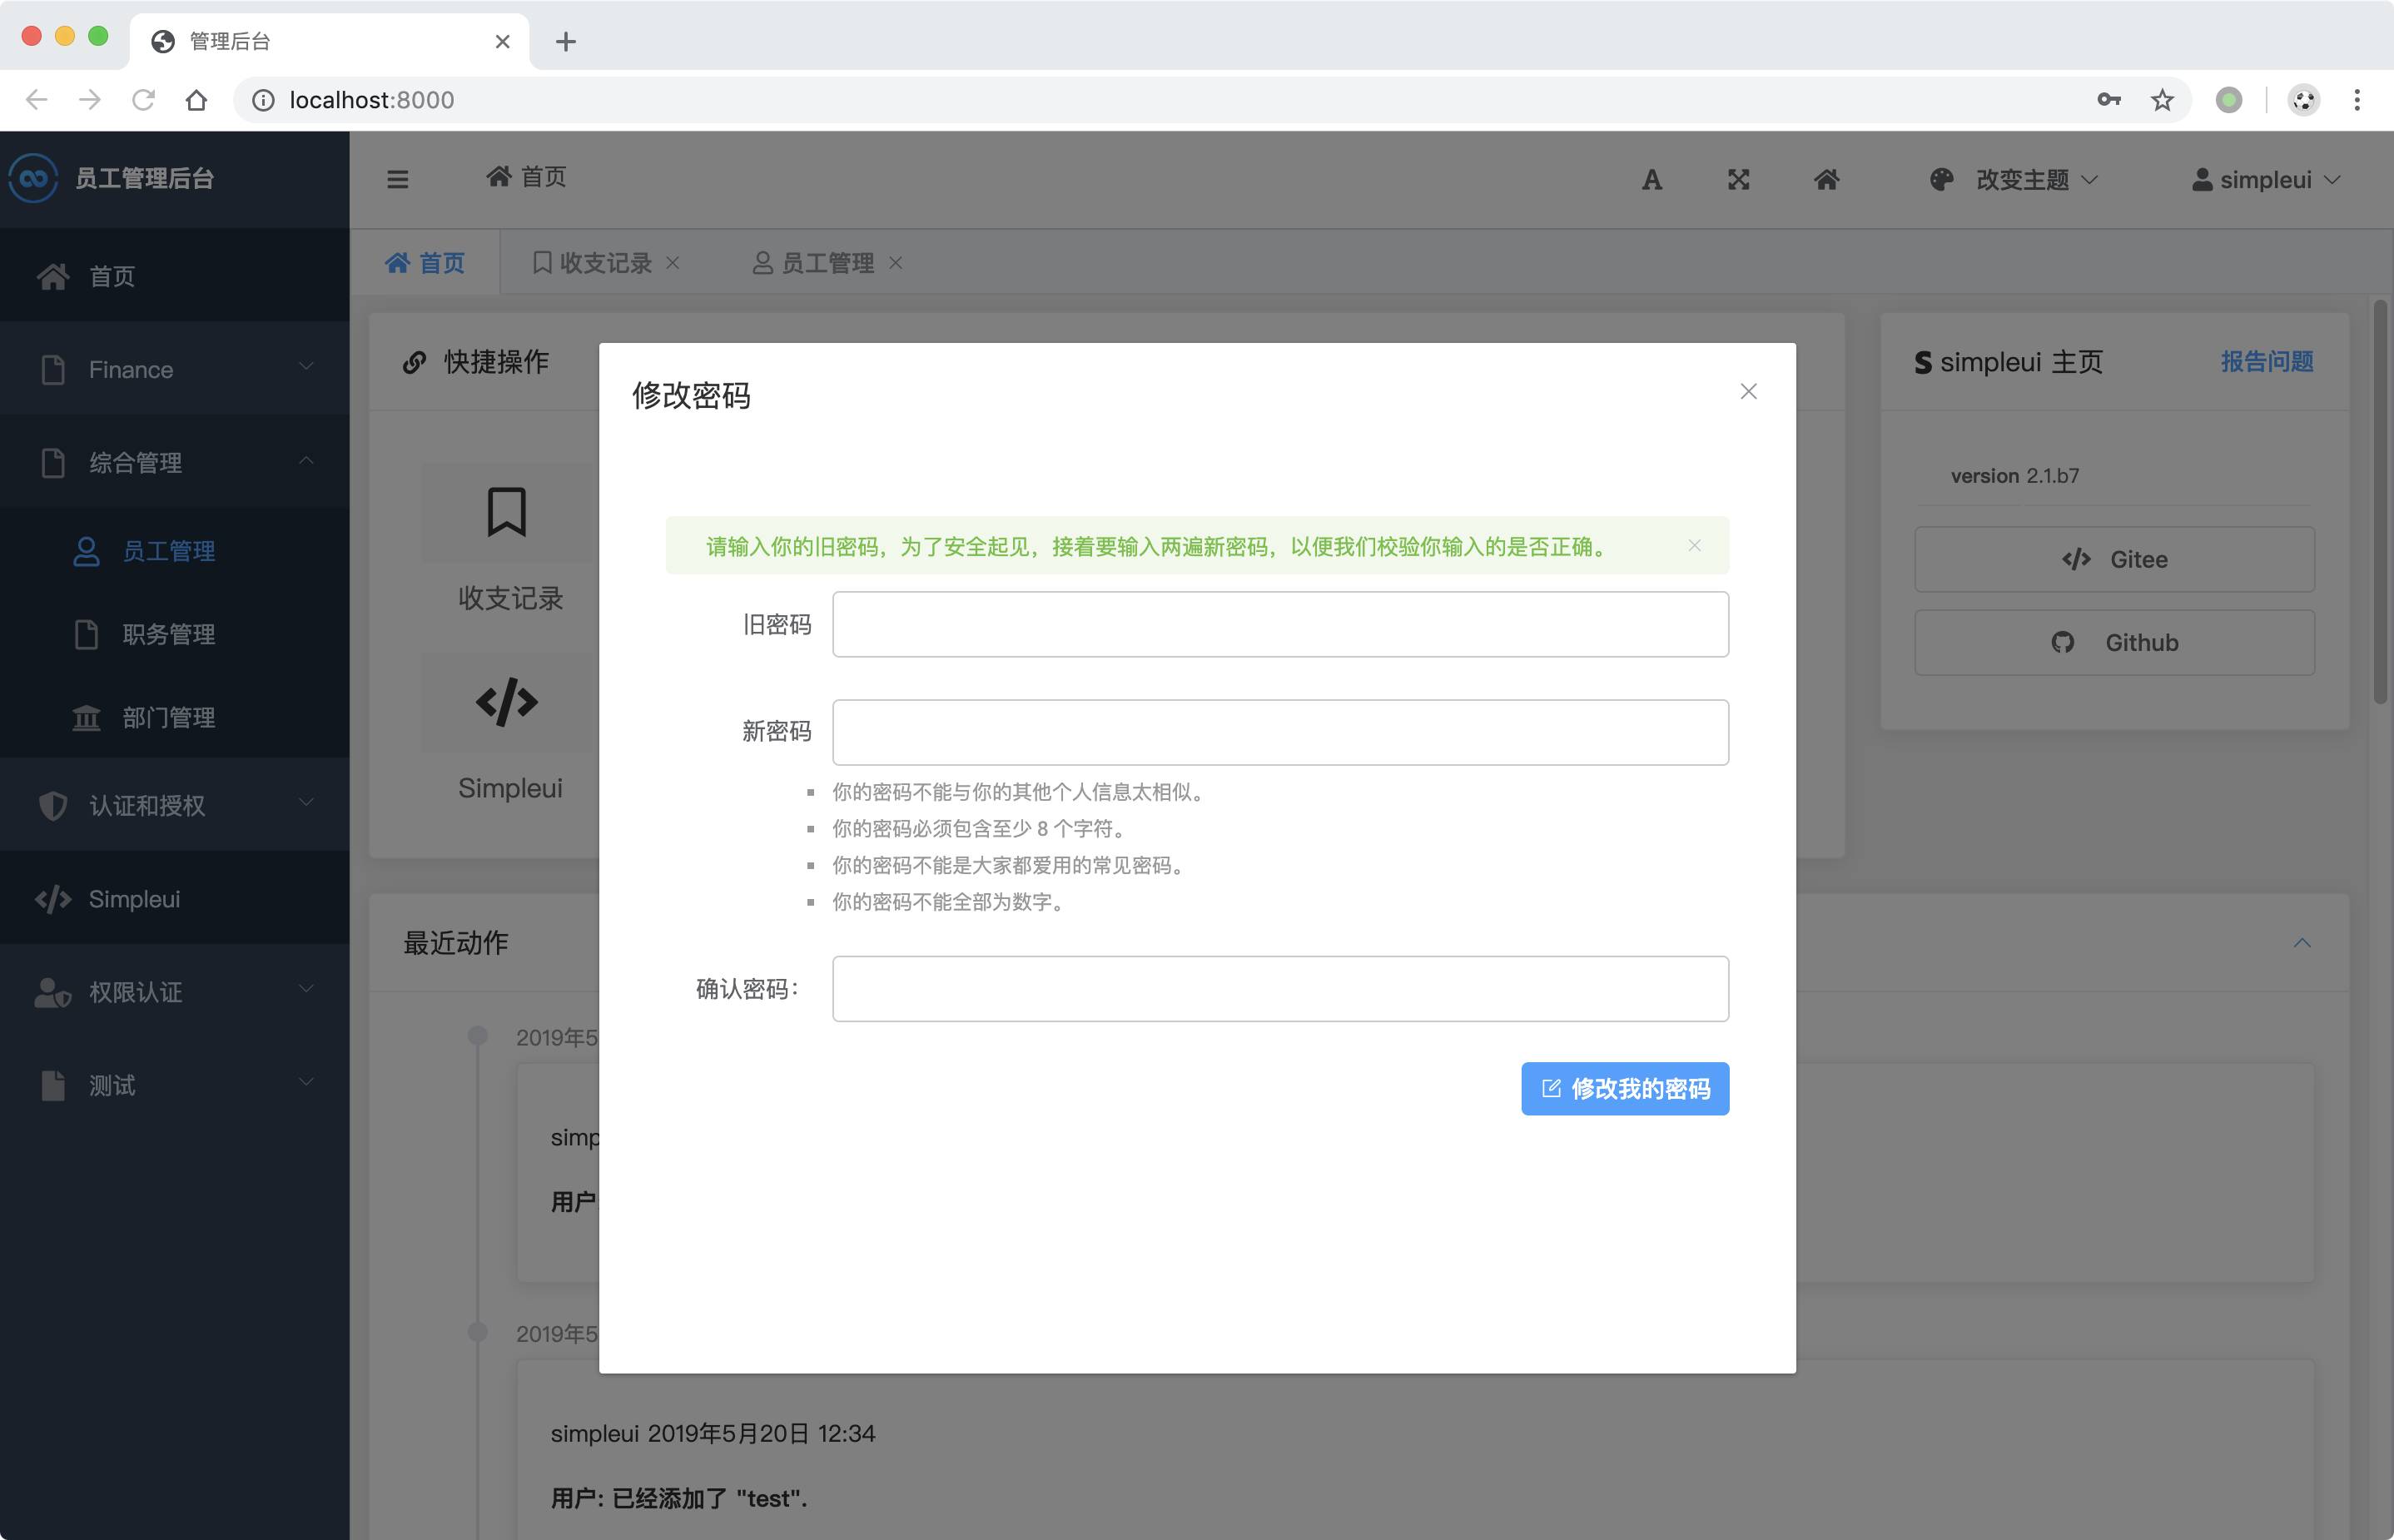 管理后台
localhost:8000
员工管理后台
首页
改变主题
simpleui
首页
收支记录
员工管理
首页
Finance
综合管理
员工管理
职务管理
部门管理
认证和授权
Simpleui
权限认证
测试
快捷操作
收支记录
Simpleui
simpleui 主页
报告问题
version 2.1.b7
Gitee
Github
修改密码
请输入你的旧密码，为了安全起见，接着要输入两遍新密码，以便我们校验你输入的是否正确。
旧密码
新密码
你的密码不能与你的其他个人信息太相似。
你的密码必须包含至少 8 个字符。
你的密码不能是大家都爱用的常见密码。
你的密码不能全部为数字。
确认密码：
修改我的密码
最近动作
2019年5
simp
用户
2019年5
simpleui 2019年5月20日 12:34
用户: 已经添加了 "test".